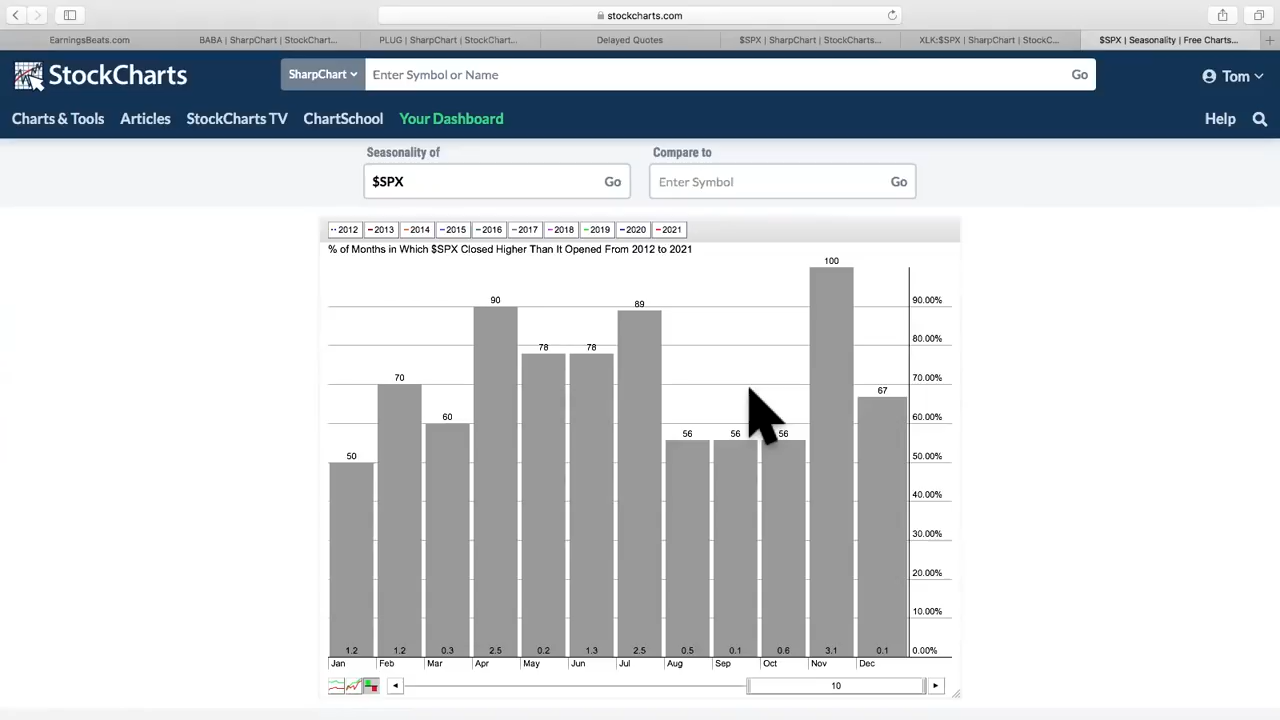 stockcharts.com
EarningsBeats.com
BABA | SharpChart | StockChart...
PLUG | SharpChart | StockChart...
Delayed Quotes
$SPX | SharpChart | StockCharts...
XLK:$SPX | SharpChart | StockC...
$SPX | Seasonality | Free Charts...
StockCharts
SharpChart
Enter Symbol or Name
Go
Tom
Charts & Tools
Articles
StockCharts TV
ChartSchool
Your Dashboard
Help
Seasonality of
Compare to
$SPX
Go
Enter Symbol
Go
2012 2013 2014 2015 2016 2017 2018 2019 2020 2021
% of Months in Which $SPX Closed Higher Than It Opened From 2012 to 2021
100
90
89
90.00%
80.00%
78 78
70.00%
70
67
60.00%
60
56 56 56
50.00%
50
40.00%
30.00%
20.00%
10.00%
1.2 1.2 0.3 2.5 0.2 1.3 2.5 0.5 0.1 0.6 3.1 0.1
0.00%
Jan Feb Mar Apr May Jun Jul Aug Sep Oct Nov Dec
10